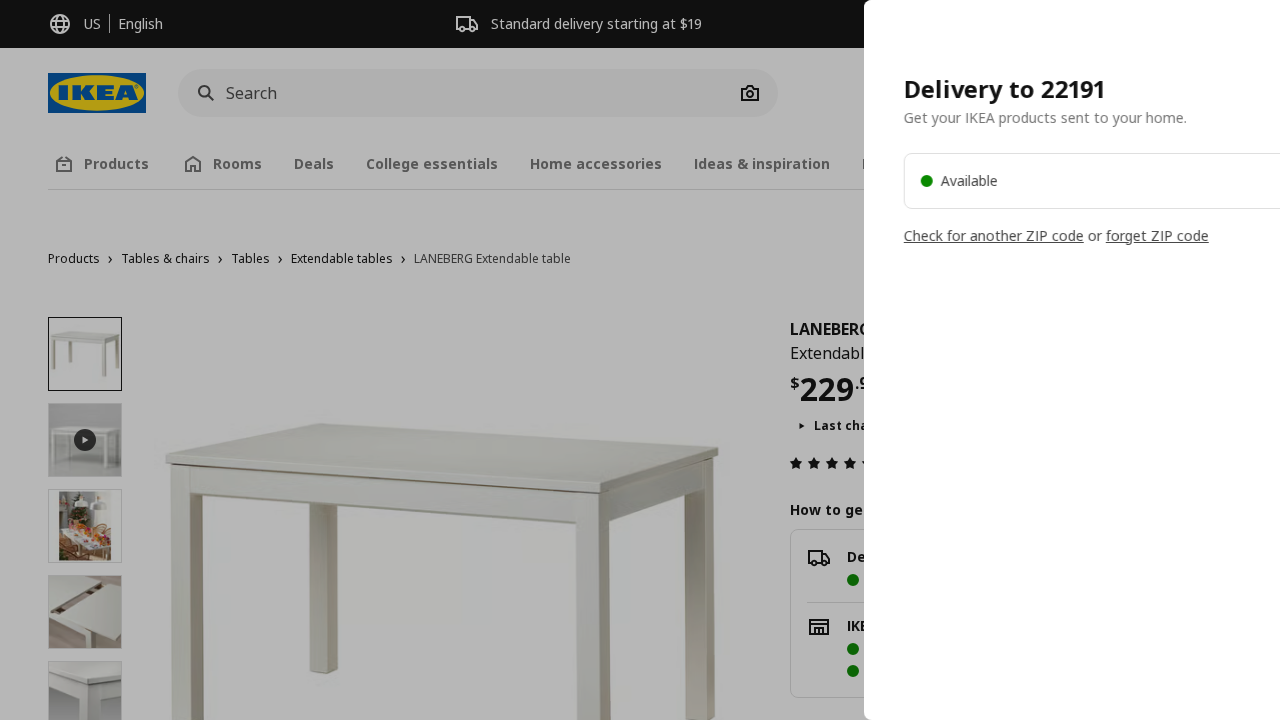 US
English
Standard delivery starting at $19
IKEA
Search
Products
Rooms
Deals
College essentials
Home accessories
Ideas & inspiration
Products › Tables & chairs › Tables › Extendable tables › LANEBERG Extendable table
LANEBERG
Extendabl
$229.9
Last cha
How to ge
De
IKE
Delivery to 22191
Get your IKEA products sent to your home.
Available
Check for another ZIP code or forget ZIP code